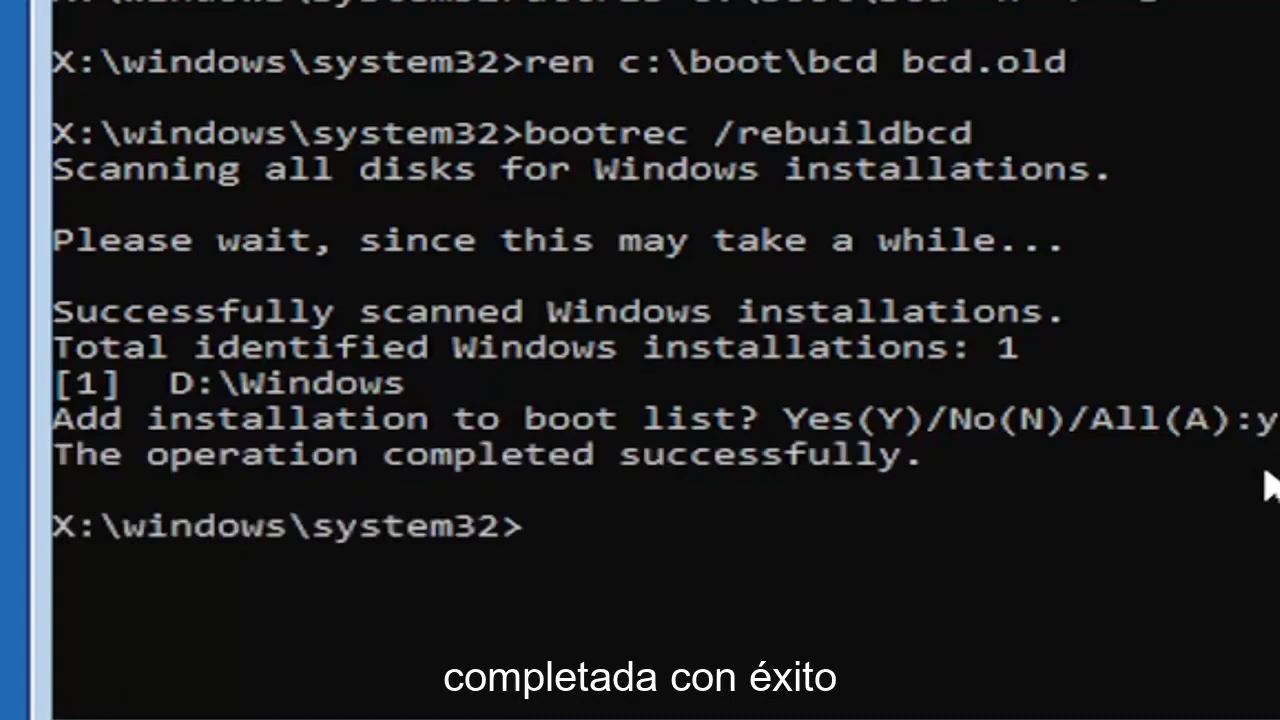 X:\windows\system32>ren c:\boot\bcd bcd.old
X:\windows\system32>bootrec /rebuildbcd
Scanning all disks for Windows installations.
Please wait, since this may take a while...
Successfully scanned Windows installations.
Total identified Windows installations: 1
[1]  D:\Windows
Add installation to boot list? Yes(Y)/No(N)/All(A):y
The operation completed successfully.
X:\windows\system32>
completada con éxito